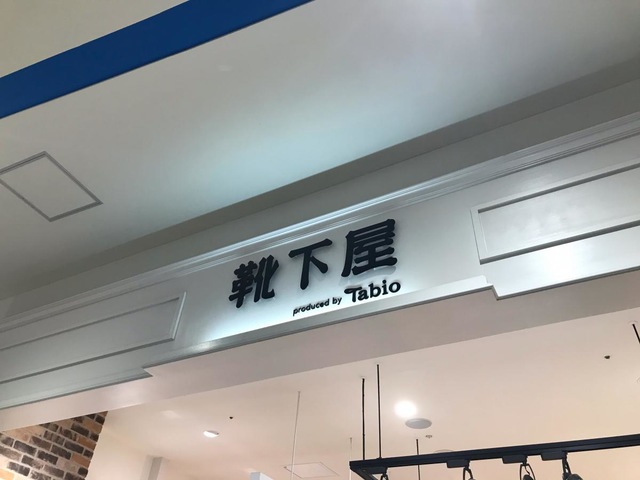 靴下屋
produced by Tabio